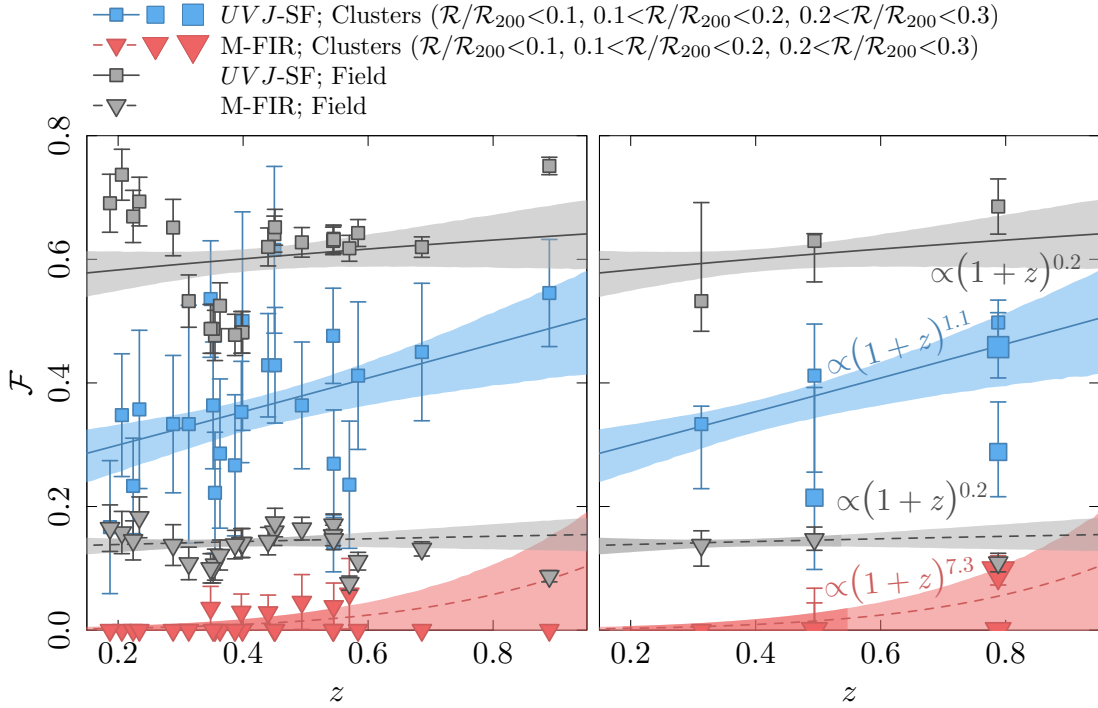 UVJ-SF; Clusters (R/R200<0.1, 0.1<R/R200<0.2, 0.2<R/R200<0.3)
M-FIR; Clusters (R/R200<0.1, 0.1<R/R200<0.2, 0.2<R/R200<0.3)
UVJ-SF; Field
M-FIR; Field
F
0.8
0.6
0.4
0.2
0.0
0.2 0.4 0.6 0.8
z
∝(1 + z)^0.2
∝(1 + z)^1.1
∝(1 + z)^0.2
∝(1 + z)^7.3
0.2 0.4 0.6 0.8
z